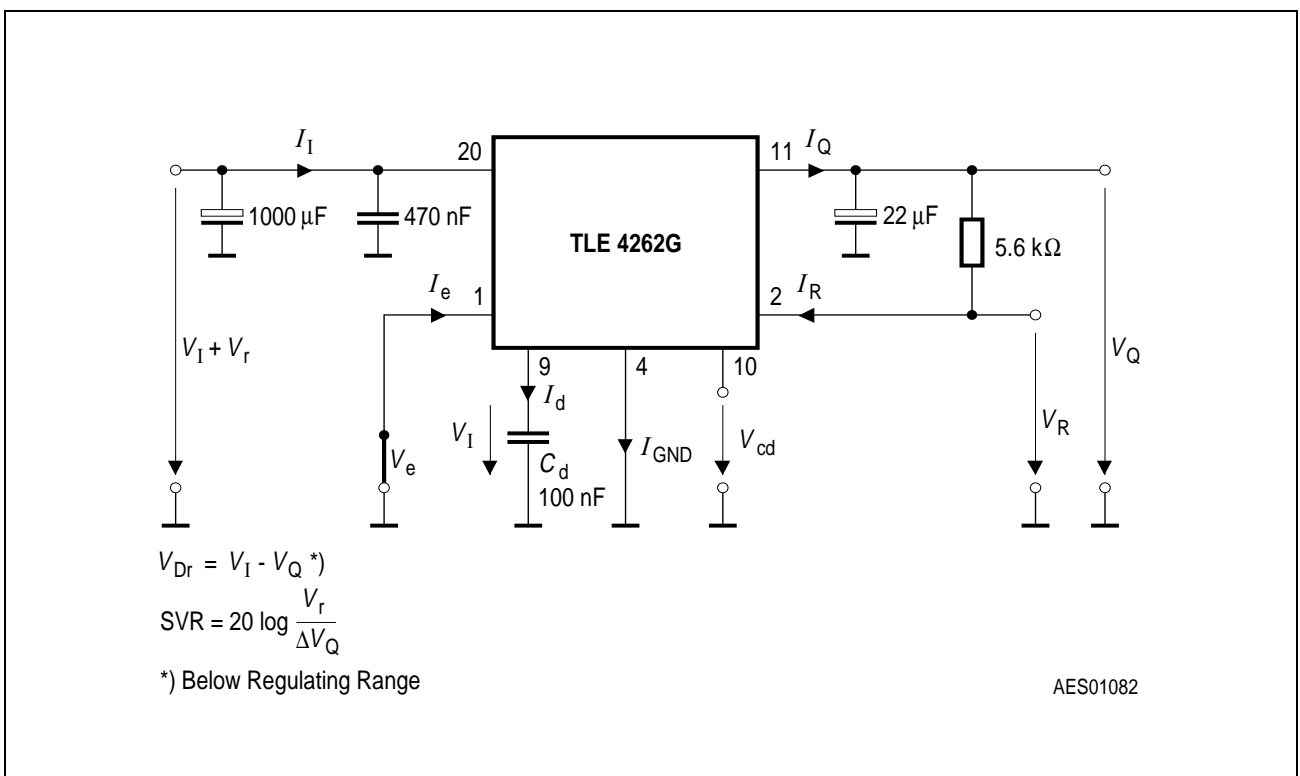 I_I
20
11
I_Q
1000 μF
470 nF
TLE 4262G
22 μF
5.6 kΩ
I_e
1
2
I_R
V_I + V_r
9
4
10
V_Q
I_d
V_I
I_GND
V_cd
V_R
V_e
C_d
100 nF
V_Dr = V_I - V_Q *)
SVR = 20 log V_r / ΔV_Q
*) Below Regulating Range
AES01082